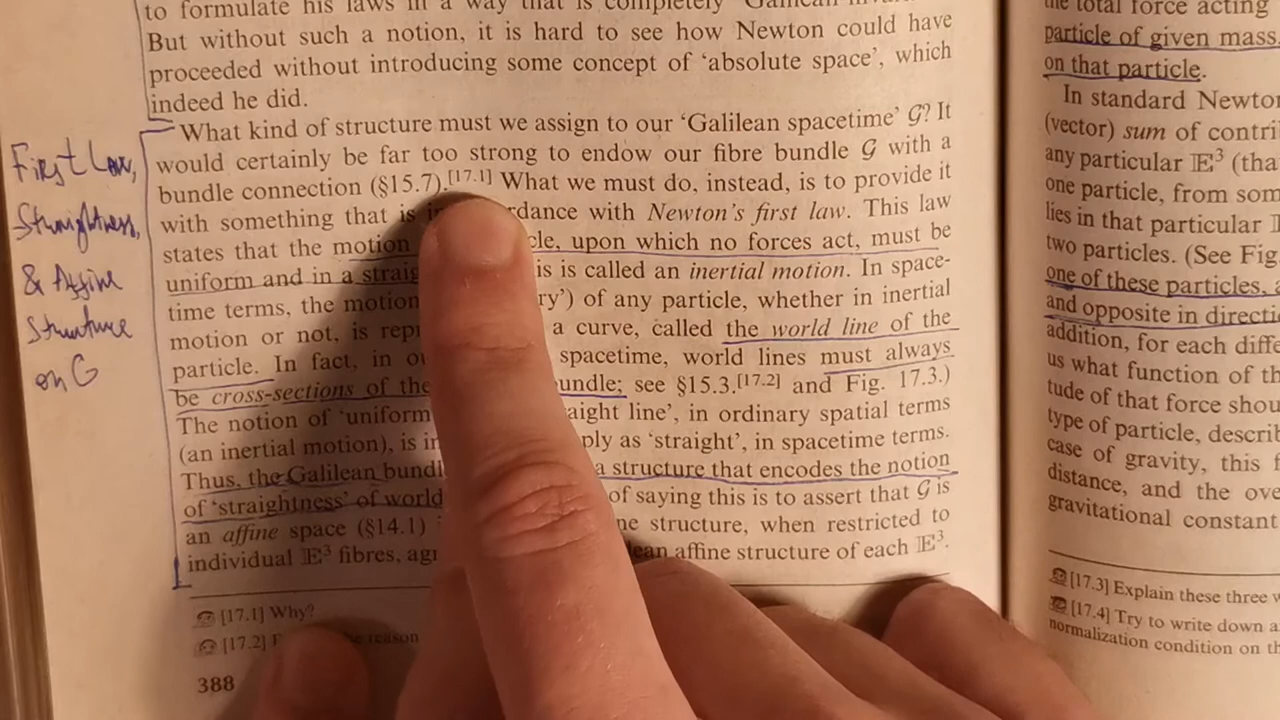 to formulate his laws in a way that is completely 'Galilean
But without such a notion, it is hard to see how Newton could have
proceeded without introducing some concept of 'absolute space', which
indeed he did.
What kind of structure must we assign to our 'Galilean spacetime' G? It
would certainly be far too strong to endow our fibre bundle G with a
bundle connection (§15.7).[17.1] What we must do, instead, is to provide it
with something that is rdance with Newton's first law. This law
states that the motion cle, upon which no forces act, must be
uniform and in a straig is is called an inertial motion. In space-
time terms, the motion ry') of any particle, whether in inertial
motion or not, is rep a curve, called the world line of the
particle. In fact, in o spacetime, world lines must always
be cross-sections of the undle; see §15.3.[17.2] and Fig. 17.3.)
The notion of 'uniform aight line', in ordinary spatial terms
(an inertial motion), is in ply as 'straight', in spacetime terms.
Thus, the Galilean bundl a structure that encodes the notion
of 'straightness' of world of saying this is to assert that G is
an affine space (§14.1) ne structure, when restricted to
individual 𝔼³ fibres, agr ean affine structure of each 𝔼³.
[17.1] Why?
[17.2] e reason
388
First Law,
Straightness,
& Affine
Structure
on G
the total force acting
particle of given mass.
on that particle.
In standard Newton
(vector) sum of contri
any particular 𝔼³ (tha
one particle, from som
lies in that particular
two particles. (See Fig
one of these particles, a
and opposite in directi
addition, for each diffe
us what function of th
tude of that force shou
type of particle, describ
case of gravity, this f
distance, and the ove
gravitational constant
[17.3] Explain these three
[17.4] Try to write down a
normalization condition on th